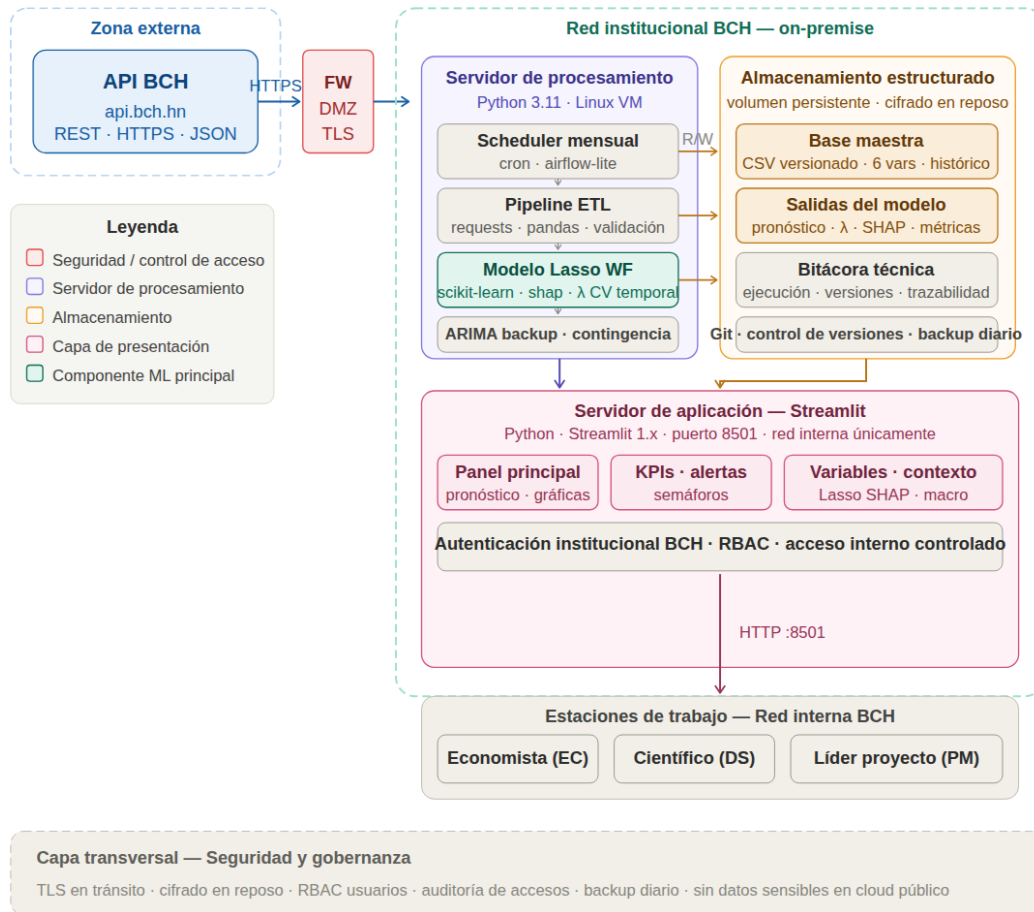 Zona externa
API BCH
api.bch.hn
REST · HTTPS · JSON
HTTPS
FW
DMZ
TLS
Red institucional BCH — on-premise
Servidor de procesamiento
Python 3.11 · Linux VM
Scheduler mensual
cron · airflow-lite
Pipeline ETL
requests · pandas · validación
Modelo Lasso WF
scikit-learn · shap · λ CV temporal
ARIMA backup · contingencia
R/W
Almacenamiento estructurado
volumen persistente · cifrado en reposo
Base maestra
CSV versionado · 6 vars · histórico
Salidas del modelo
pronóstico · λ · SHAP · métricas
Bitácora técnica
ejecución · versiones · trazabilidad
Git · control de versiones · backup diario
Leyenda
Seguridad / control de acceso
Servidor de procesamiento
Almacenamiento
Capa de presentación
Componente ML principal
Servidor de aplicación — Streamlit
Python · Streamlit 1.x · puerto 8501 · red interna únicamente
Panel principal
pronóstico · gráficas
KPIs · alertas
semáforos
Variables · contexto
Lasso SHAP · macro
Autenticación institucional BCH · RBAC · acceso interno controlado
HTTP :8501
Estaciones de trabajo — Red interna BCH
Economista (EC)
Científico (DS)
Líder proyecto (PM)
Capa transversal — Seguridad y gobernanza
TLS en tránsito · cifrado en reposo · RBAC usuarios · auditoría de accesos · backup diario · sin datos sensibles en cloud público